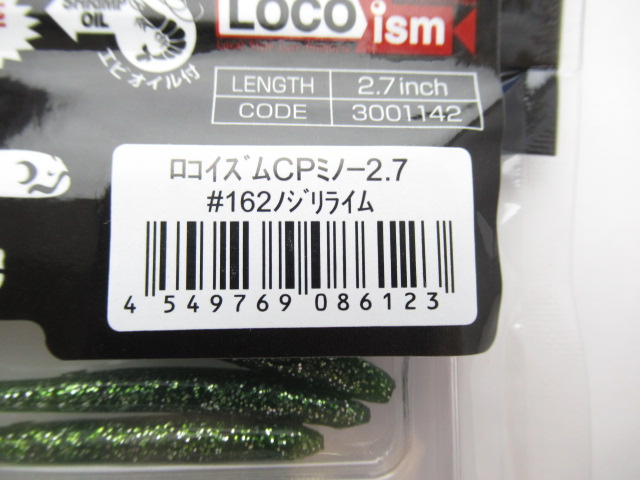 SHRIMP
OIL
エビオイル付
LOCO ism
LENGTH 2.7inch
CODE 3001142
ﾛｺｲｽﾞﾑCPﾐﾉｰ2.7
#162ﾉｼﾞﾘﾗｲﾑ
4 549769 086123